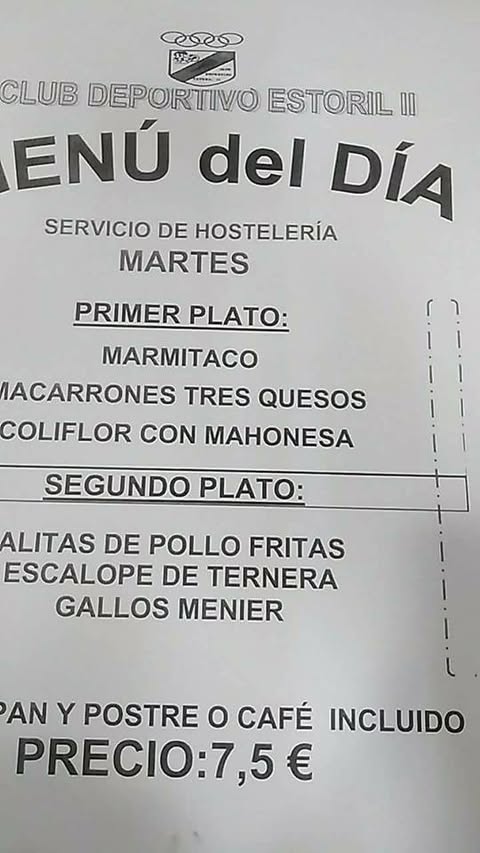 CLUB DEPORTIVO ESTORIL II
MENÚ del DÍA
SERVICIO DE HOSTELERÍA
MARTES
PRIMER PLATO:
MARMITACO
MACARRONES TRES QUESOS
COLIFLOR CON MAHONESA
SEGUNDO PLATO:
ALITAS DE POLLO FRITAS
ESCALOPE DE TERNERA
GALLOS MENIER
PAN Y POSTRE O CAFÉ INCLUIDO
PRECIO:7,5 €